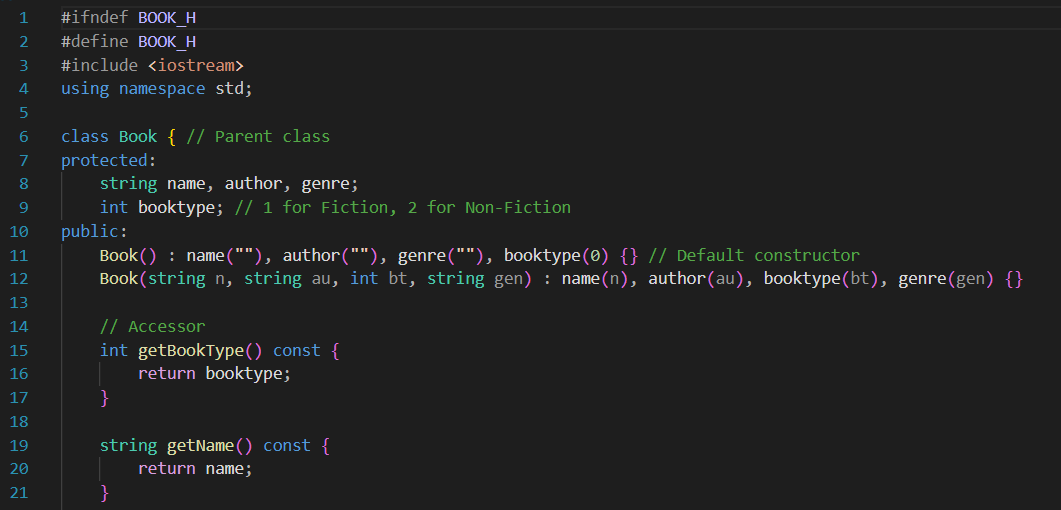 1 #ifndef BOOK_H
2 #define BOOK_H
3 #include <iostream>
4 using namespace std;
5
6 class Book { // Parent class
7 protected:
8     string name, author, genre;
9     int booktype; // 1 for Fiction, 2 for Non-Fiction
10 public:
11     Book() : name(""), author(""), genre(""), booktype(0) {} // Default constructor
12     Book(string n, string au, int bt, string gen) : name(n), author(au), booktype(bt), genre(gen) {}
13
14     // Accessor
15     int getBookType() const {
16         return booktype;
17     }
18
19     string getName() const {
20         return name;
21     }